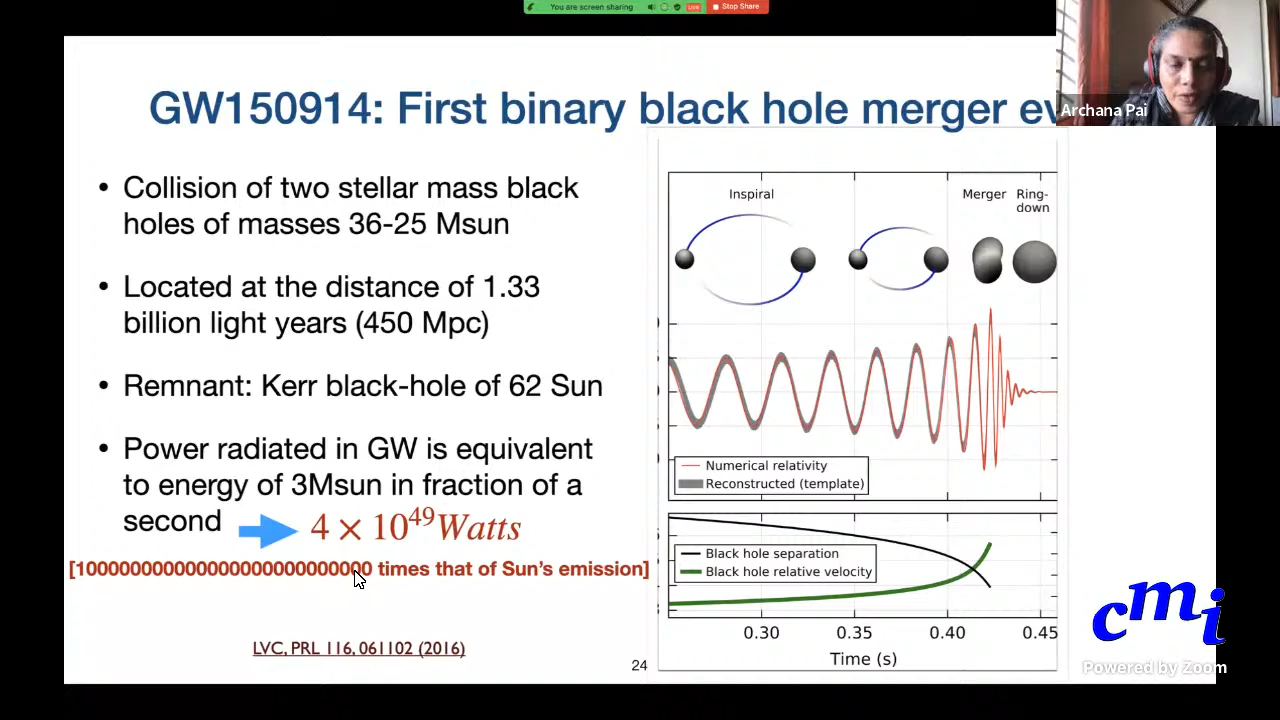 You are screen sharing
Live
Stop Share
Archana Pai
GW150914: First binary black hole merger ev
• Collision of two stellar mass black
holes of masses 36-25 Msun
• Located at the distance of 1.33
billion light years (450 Mpc)
• Remnant: Kerr black-hole of 62 Sun
• Power radiated in GW is equivalent
to energy of 3Msun in fraction of a
second
4 × 10⁴⁹ Watts
times that of Sun's emission]
LVC, PRL 116, 061102 (2016)
24
Inspiral
Merger
Ring-
down
Numerical relativity
Reconstructed (template)
Black hole separation
Black hole relative velocity
0.30
0.35
0.40
0.45
Time (s)
cmi
Powered by Zoom